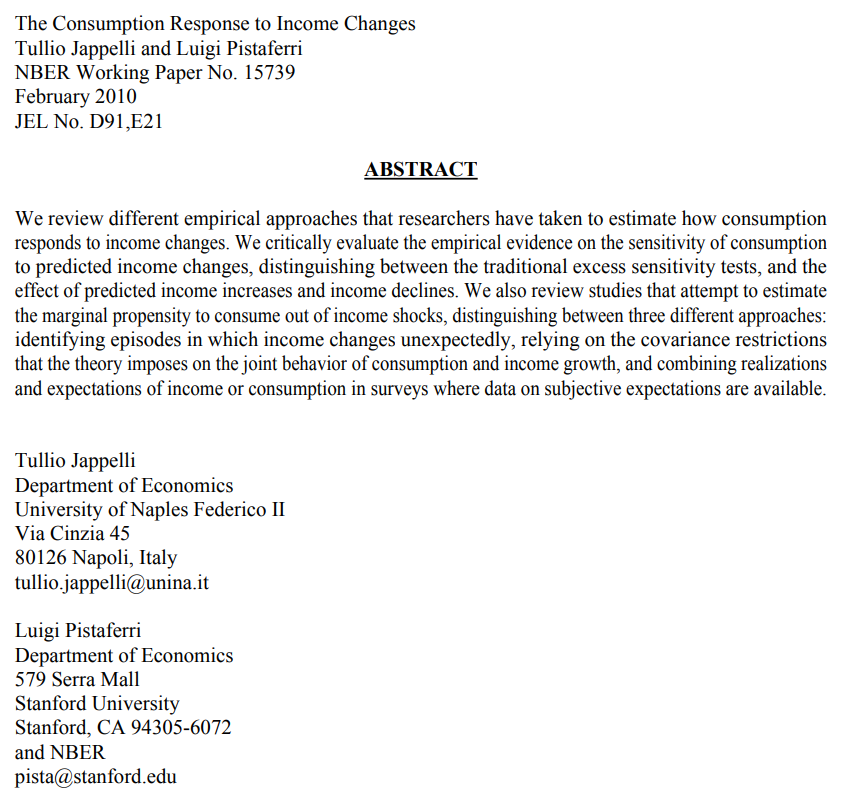 The Consumption Response to Income Changes
Tullio Jappelli and Luigi Pistaferri
NBER Working Paper No. 15739
February 2010
JEL No. D91,E21
ABSTRACT
We review different empirical approaches that researchers have taken to estimate how consumption
responds to income changes. We critically evaluate the empirical evidence on the sensitivity of consumption
to predicted income changes, distinguishing between the traditional excess sensitivity tests, and the
effect of predicted income increases and income declines. We also review studies that attempt to estimate
the marginal propensity to consume out of income shocks, distinguishing between three different approaches:
identifying episodes in which income changes unexpectedly, relying on the covariance restrictions
that the theory imposes on the joint behavior of consumption and income growth, and combining realizations
and expectations of income or consumption in surveys where data on subjective expectations are available.
Tullio Jappelli
Department of Economics
University of Naples Federico II
Via Cinzia 45
80126 Napoli, Italy
tullio.jappelli@unina.it
Luigi Pistaferri
Department of Economics
579 Serra Mall
Stanford University
Stanford, CA 94305-6072
and NBER
pista@stanford.edu